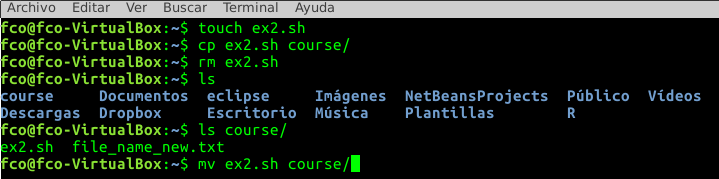 Archivo Editar Ver Buscar Terminal Ayuda
fco@fco-VirtualBox:~$ touch ex2.sh
fco@fco-VirtualBox:~$ cp ex2.sh course/
fco@fco-VirtualBox:~$ rm ex2.sh
fco@fco-VirtualBox:~$ ls
course Documentos eclipse Imágenes NetBeansProjects Público Vídeos
Descargas Dropbox Escritorio Música Plantillas R
fco@fco-VirtualBox:~$ ls course/
ex2.sh file_name_new.txt
fco@fco-VirtualBox:~$ mv ex2.sh course/